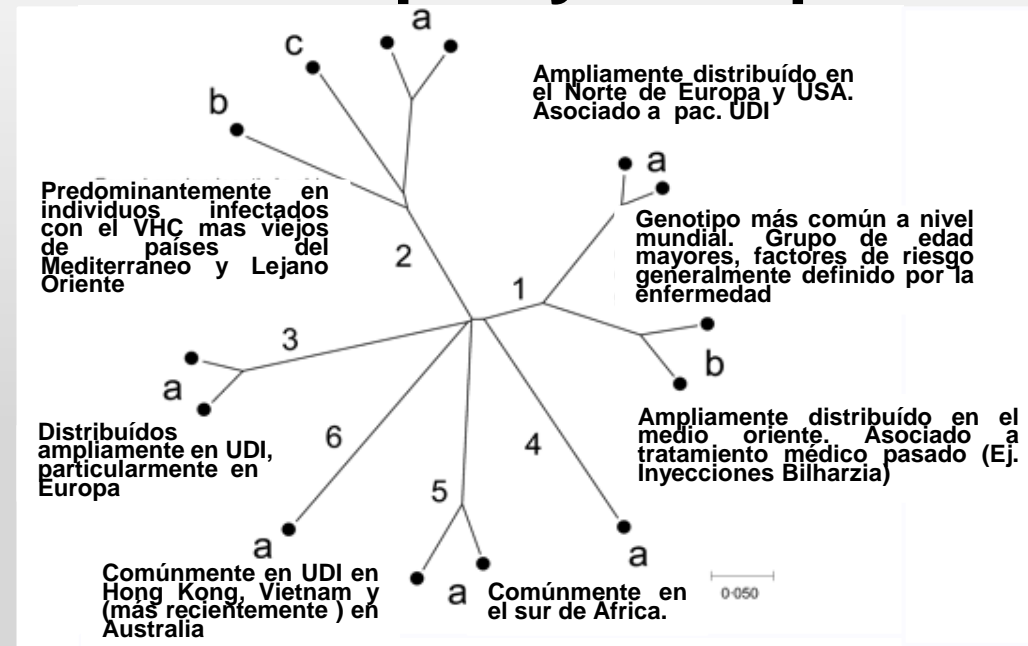 a
c
b
Ampliamente distribuído en
el Norte de Europa y USA.
Asociado a pac. UDI
a
Predominantemente en
individuos infectados
con el VHC mas viejos
de países del
Mediterraneo y Lejano
Oriente
Genotipo más común a nivel
mundial. Grupo de edad
mayores, factores de riesgo
generalmente definido por la
enfermedad
2
1
3
b
a
Distribuídos
ampliamente en UDI,
particularmente en
Europa
Ampliamente distribuído en el
medio oriente. Asociado a
tratamiento médico pasado (Ej.
Inyecciones Bilharzia)
6
4
5
a
a
a
Comúnmente en UDI en
Hong Kong, Vietnam y
(más recientemente ) en
Australia
Comúnmente en
el sur de África.
0·050